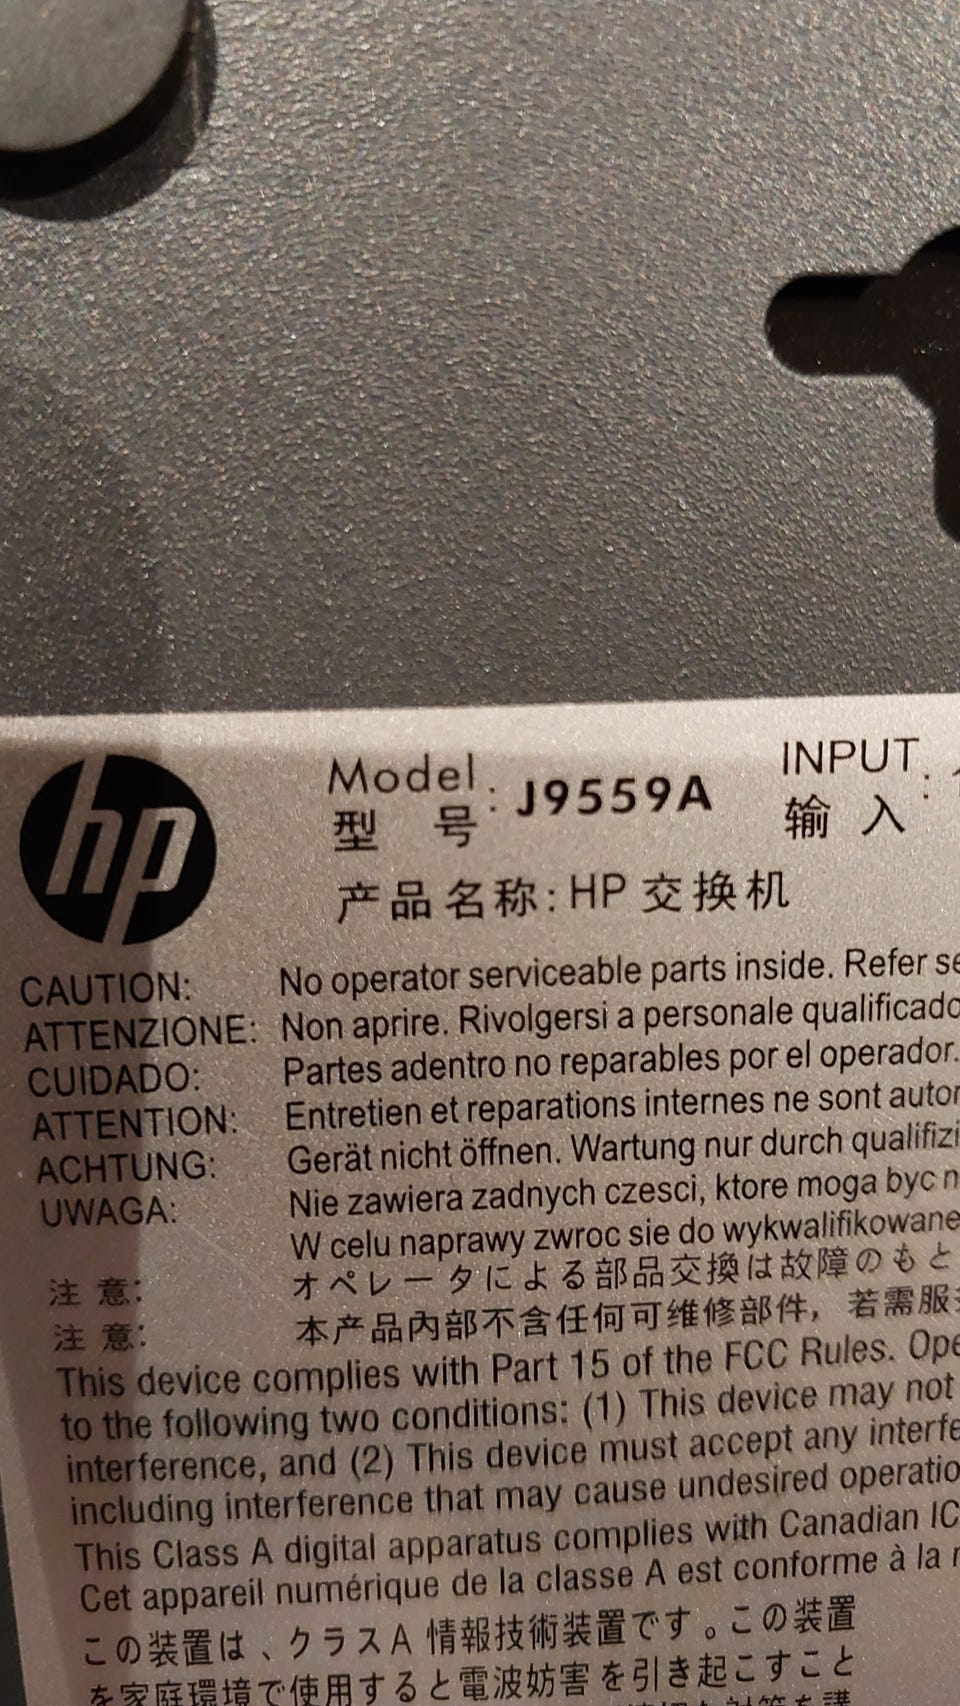 hp
Model
型 号 : J9559A
INPUT
输 入 :
产品名称: HP 交换机
CAUTION: No operator serviceable parts inside. Refer
ATTENZIONE: Non aprire. Rivolgersi a personale qualificado
CUIDADO: Partes adentro no reparables por el operador.
ATTENTION: Entretien et reparations internes ne sont
ACHTUNG: Gerät nicht öffnen. Wartung nur durch
UWAGA: Nie zawiera zadnych czesci, ktore moga byc
W celu naprawy zwroc sie do
注 意: オペレータによる部品交換は故障のもと
注 意: 本产品内部不含任何可维修部件，若需服
This device complies with Part 15 of the FCC Rules.
to the following two conditions: (1) This device may not
interference, and (2) This device must accept any
including interference that may cause undesired
This Class A digital apparatus complies with Canadian
Cet appareil numérique de la classe A est conforme à la
この装置は、クラスA 情報技術装置です。この装置
を家庭環境で使用すると電波妨害を引き起こすこと